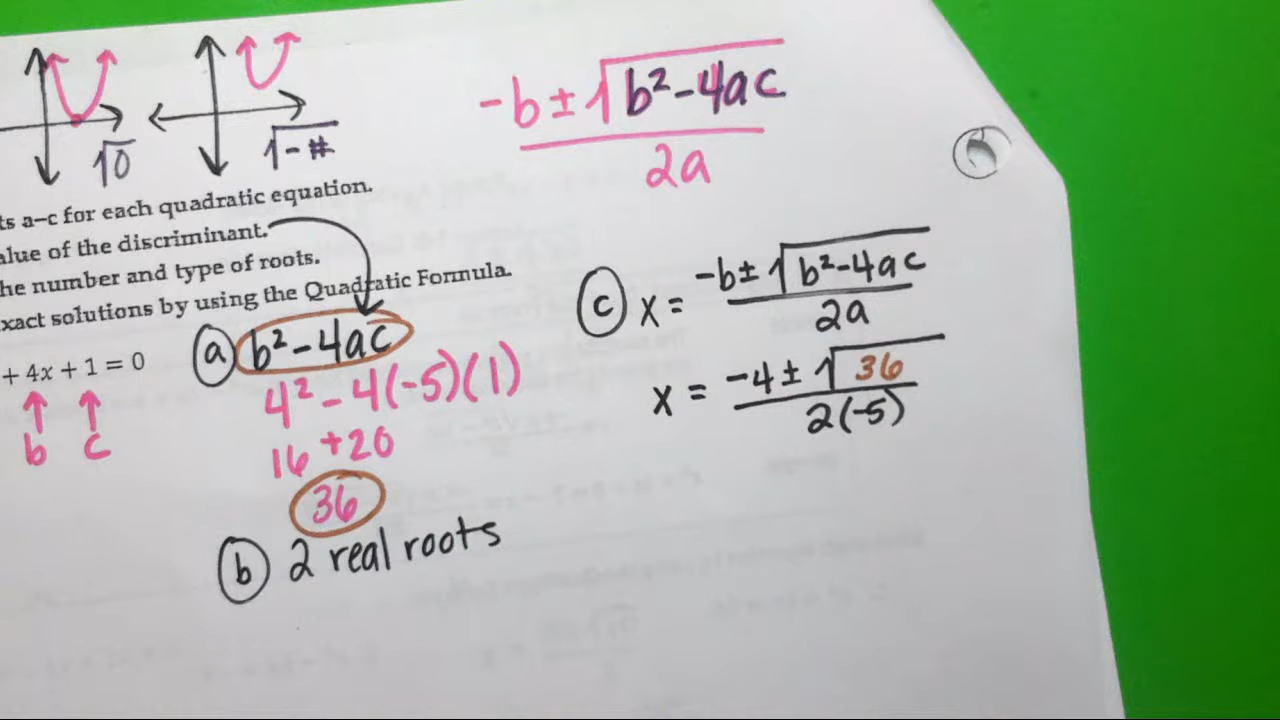 √0
√-#
-b ± √b²-4ac
2a
ts a–c for each quadratic equation.
alue of the discriminant.
he number and type of roots.
xact solutions by using the Quadratic Formula.
+ 4x + 1 = 0
b
c
ⓐ b²-4ac
4² - 4(-5)(1)
16 +20
36
ⓑ 2 real roots
ⓒ x = -b± √b²-4ac
2a
x = -4 ± √36
2(-5)